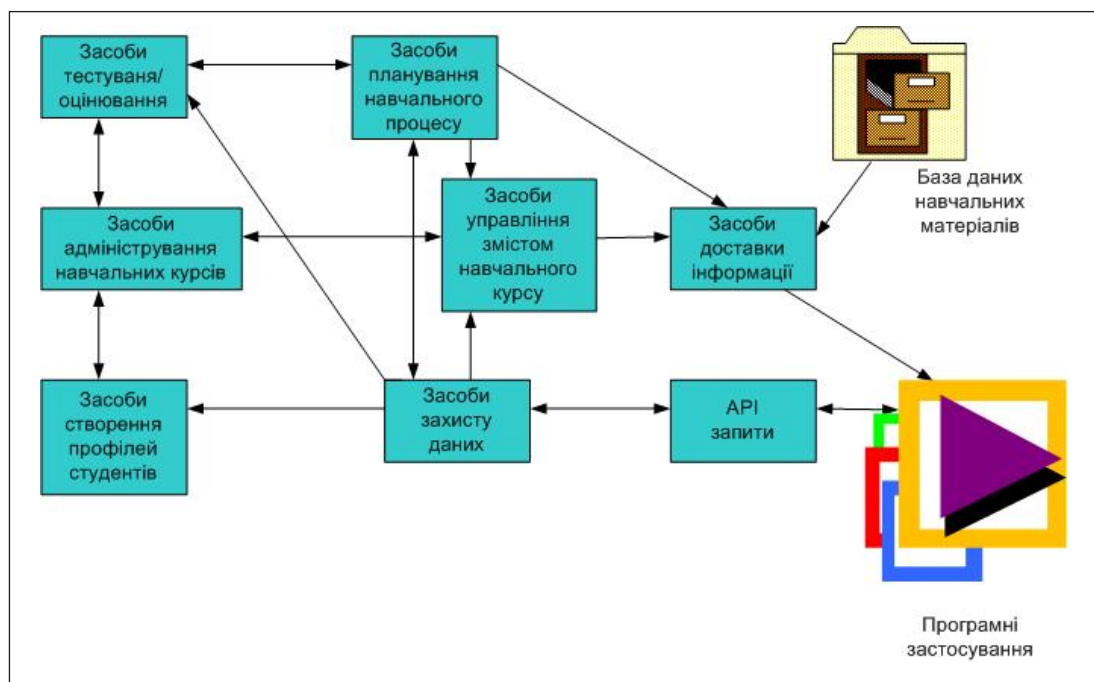 Засоби
тестуваня/
оцінювання
Засоби
планування
навчального
процесу
База даних
навчальних
матеріалів
Засоби
адміністрування
навчальних курсів
Засоби
управління
змістом
навчального
курсу
Засоби
доставки
інформації
Засоби
створення
профілей
студентів
Засоби
захисту
даних
API
запити
Програмні
застосування